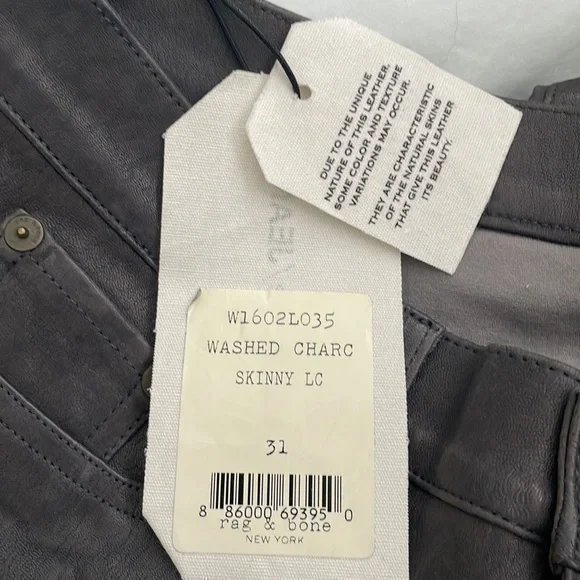 DUE TO THE UNIQUE
NATURE OF THIS LEATHER,
SOME COLOR AND TEXTURE
VARIATIONS MAY OCCUR.
THEY ARE CHARACTERISTIC
OF THE NATURAL SKINS
THAT GIVE THIS LEATHER
ITS BEAUTY.
W1602L035
WASHED CHARC
SKINNY LC
31
8 86000 69395 0
rag & bone
NEW YORK